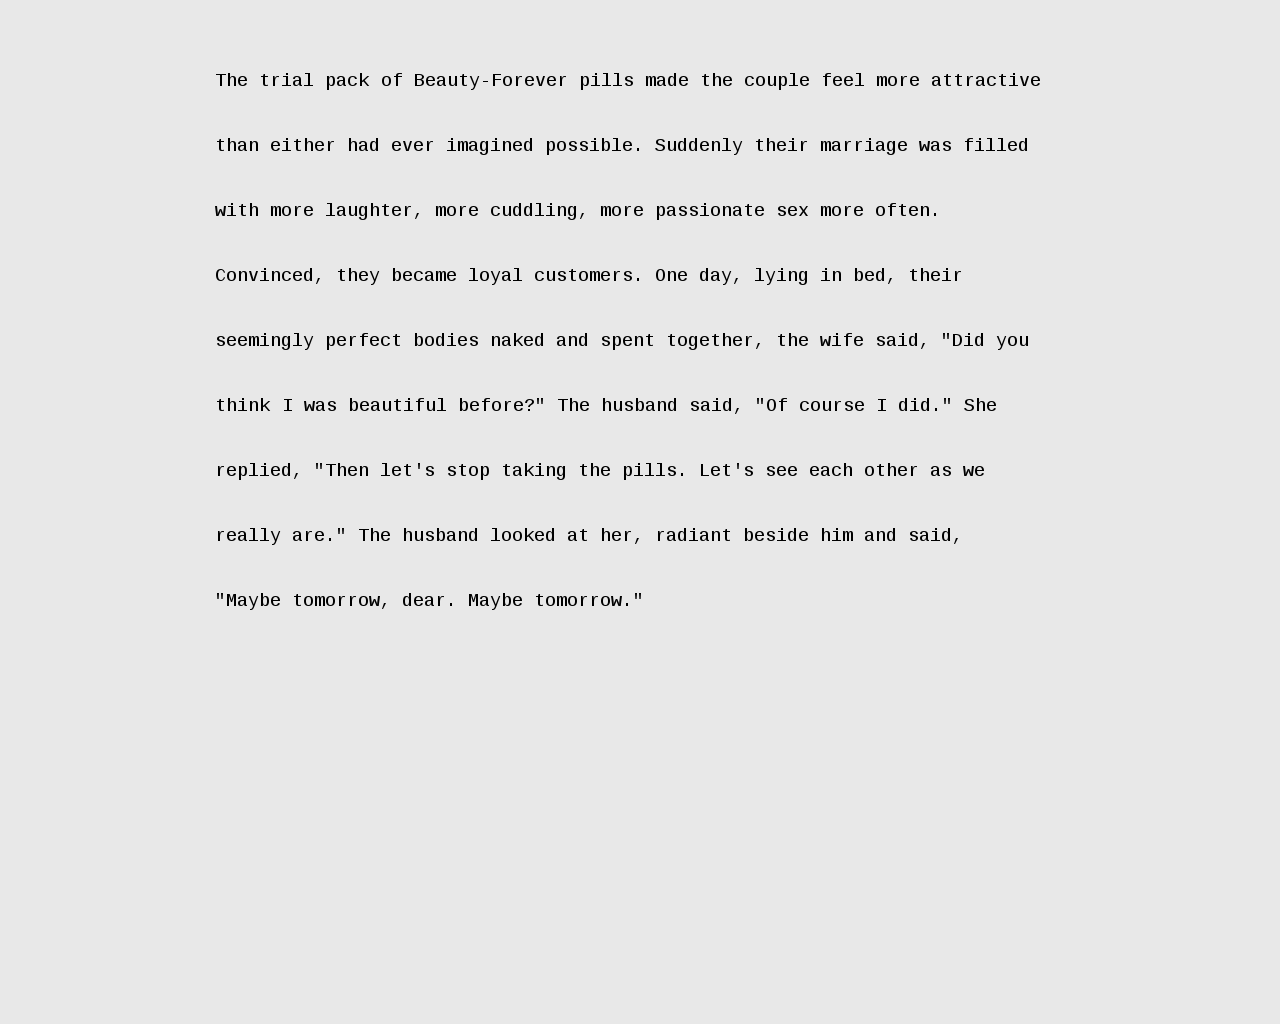 The trial pack of Beauty-Forever pills made the couple feel more attractive
than either had ever imagined possible. Suddenly their marriage was filled
with more laughter, more cuddling, more passionate sex more often.
Convinced, they became loyal customers. One day, lying in bed, their
seemingly perfect bodies naked and spent together, the wife said, "Did you
think I was beautiful before?" The husband said, "Of course I did." She
replied, "Then let's stop taking the pills. Let's see each other as we
really are." The husband looked at her, radiant beside him and said,
"Maybe tomorrow, dear. Maybe tomorrow."